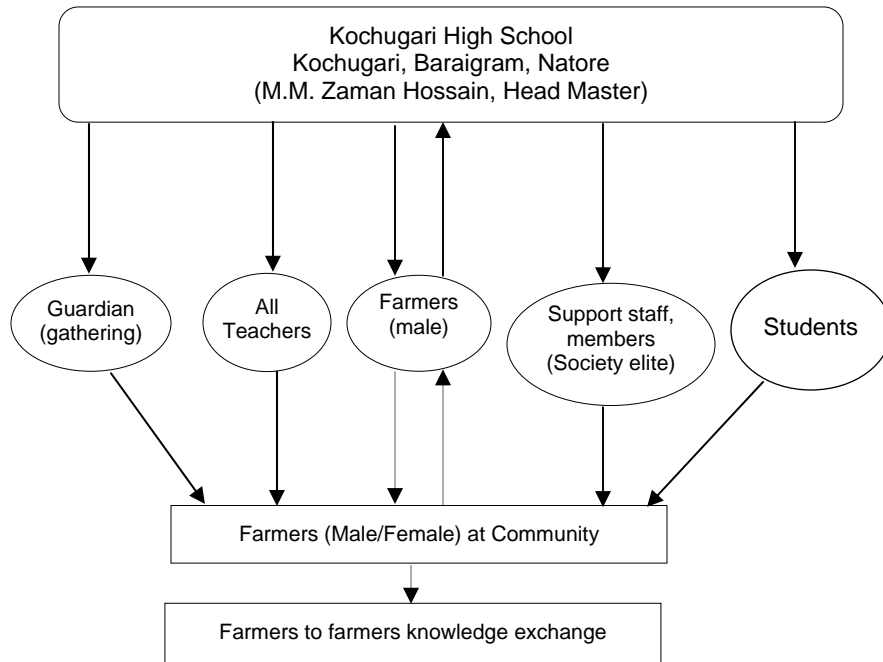 Kochugari High School
Kochugari, Baraigram, Natore
(M.M. Zaman Hossain, Head Master)
Guardian
(gathering)
All
Teachers
Farmers
(male)
Support staff,
members
(Society elite)
Students
Farmers (Male/Female) at Community
Farmers to farmers knowledge exchange